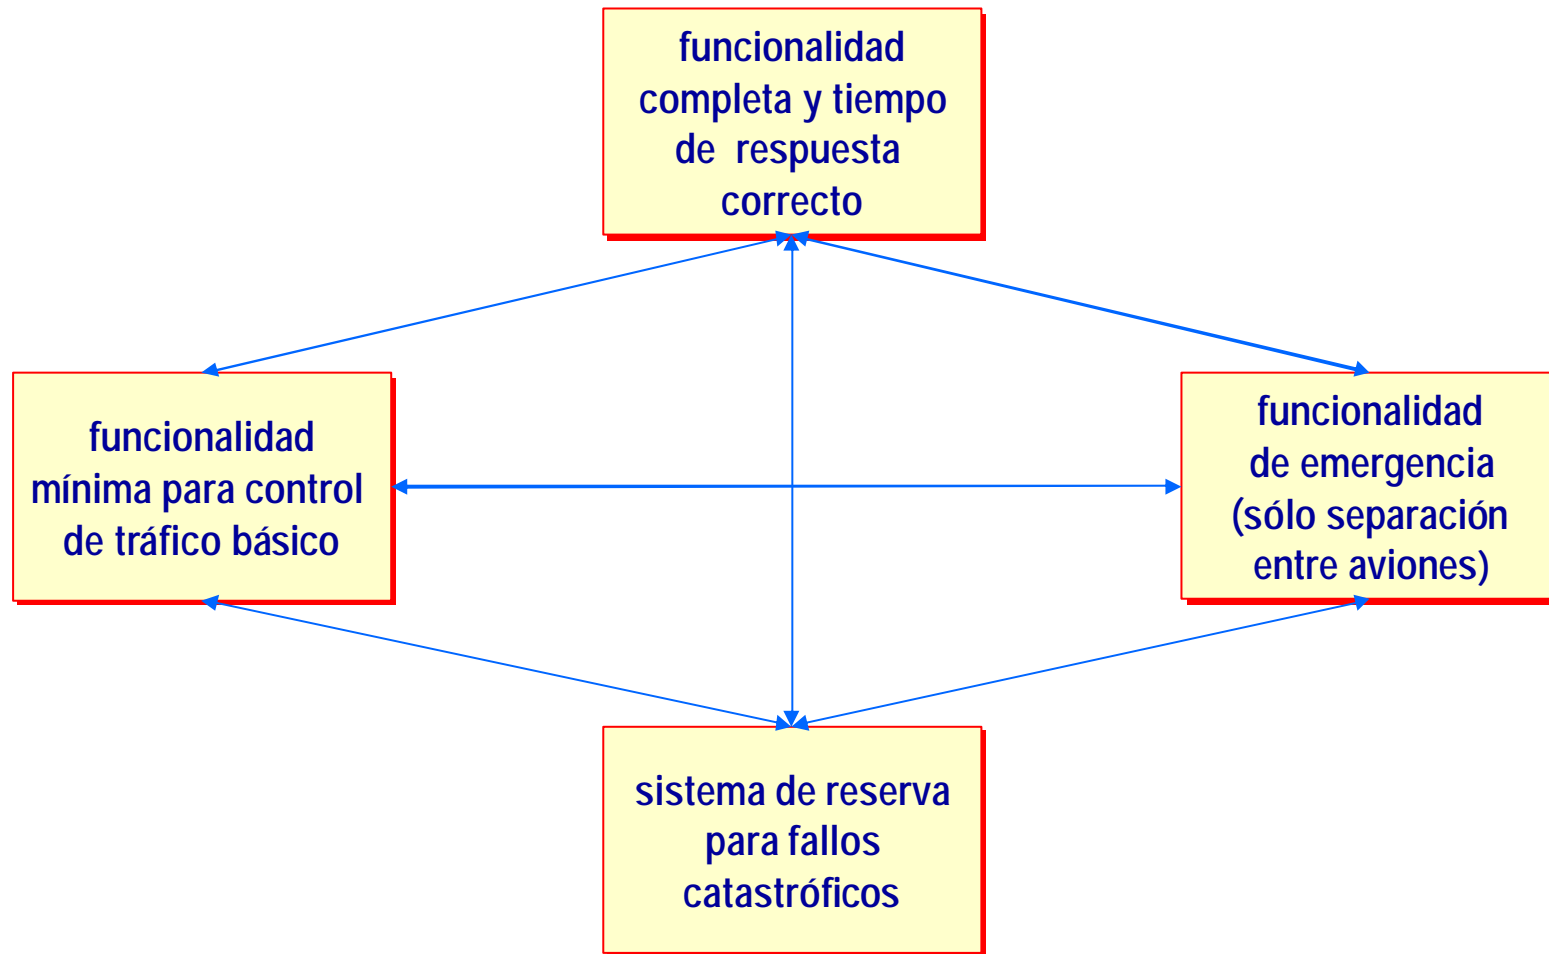 funcionalidad
completa y tiempo
de respuesta
correcto
funcionalidad
mínima para control
de tráfico básico
funcionalidad
de emergencia
(sólo separación
entre aviones)
sistema de reserva
para fallos
catastróficos